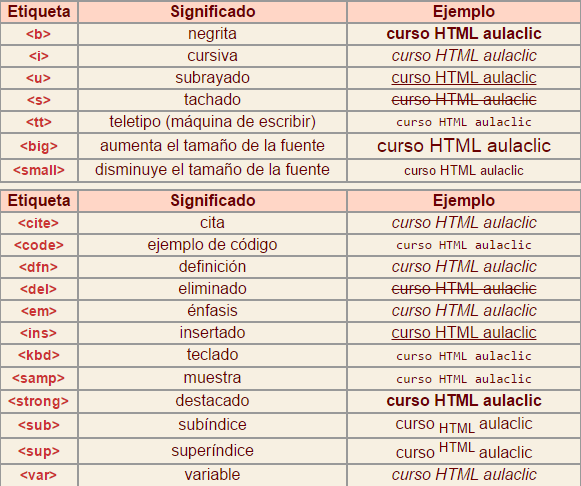 Etiqueta Significado Ejemplo
<b> negrita curso HTML aulaclic
<i> cursiva curso HTML aulaclic
<u> subrayado curso HTML aulaclic
<s> tachado curso HTML aulaclic
<tt> teletipo (máquina de escribir) curso HTML aulaclic
<big> aumenta el tamaño de la fuente curso HTML aulaclic
<small> disminuye el tamaño de la fuente curso HTML aulaclic
Etiqueta Significado Ejemplo
<cite> cita curso HTML aulaclic
<code> ejemplo de código curso HTML aulaclic
<dfn> definición curso HTML aulaclic
<del> eliminado curso HTML aulaclic
<em> énfasis curso HTML aulaclic
<ins> insertado curso HTML aulaclic
<kbd> teclado curso HTML aulaclic
<samp> muestra curso HTML aulaclic
<strong> destacado curso HTML aulaclic
<sub> subíndice curso HTML aulaclic
<sup> superíndice curso HTML aulaclic
<var> variable curso HTML aulaclic